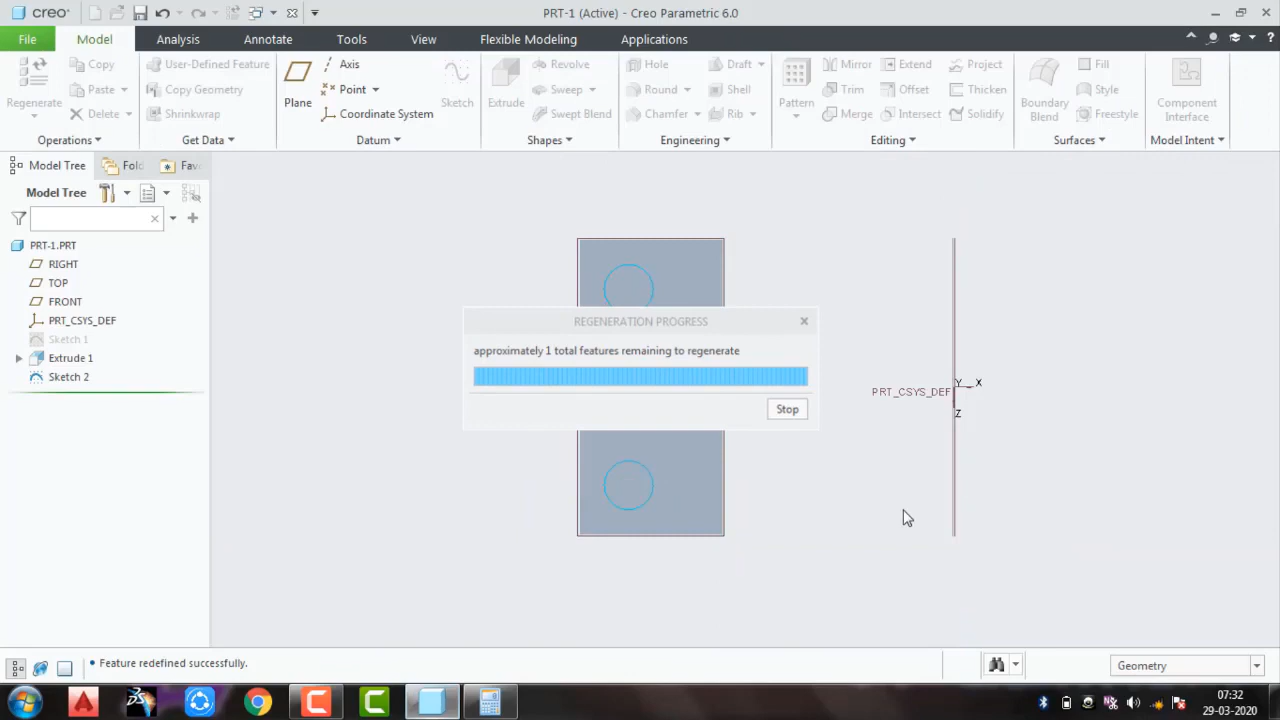 creo
PRT-1 (Active) - Creo Parametric 6.0
File Model Analysis Annotate Tools View Flexible Modeling Applications
Regenerate
Copy
Paste
Delete
Operations
User-Defined Feature
Copy Geometry
Shrinkwrap
Get Data
Plane
Axis
Point
Coordinate System
Datum
Sketch
Extrude
Revolve
Sweep
Swept Blend
Shapes
Hole
Round
Chamfer
Draft
Shell
Rib
Engineering
Pattern
Mirror
Trim
Merge
Extend
Offset
Intersect
Project
Thicken
Solidify
Editing
Boundary
Blend
Fill
Style
Freestyle
Surfaces
Component
Interface
Model Intent
Model Tree Fold Fav
Model Tree
PRT-1.PRT
RIGHT
TOP
FRONT
PRT_CSYS_DEF
Sketch 1
Extrude 1
Sketch 2
REGENERATION PROGRESS
approximately 1 total features remaining to regenerate
Stop
PRT_CSYS_DEF
Y X
Z
Feature redefined successfully.
Geometry
07:32
29-03-2020